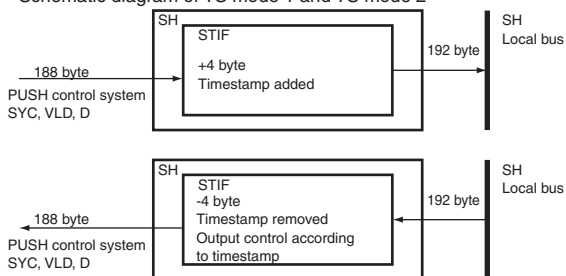 Schematic diagram of TS mode 1 and TS mode 2
SH
STIF
+4 byte
Timestamp added
188 byte
PUSH control system
SYC, VLD, D
192 byte
SH
Local bus
SH
STIF
-4 byte
Timestamp removed
Output control according
to timestamp
188 byte
PUSH control system
SYC, VLD, D
192 byte
SH
Local bus